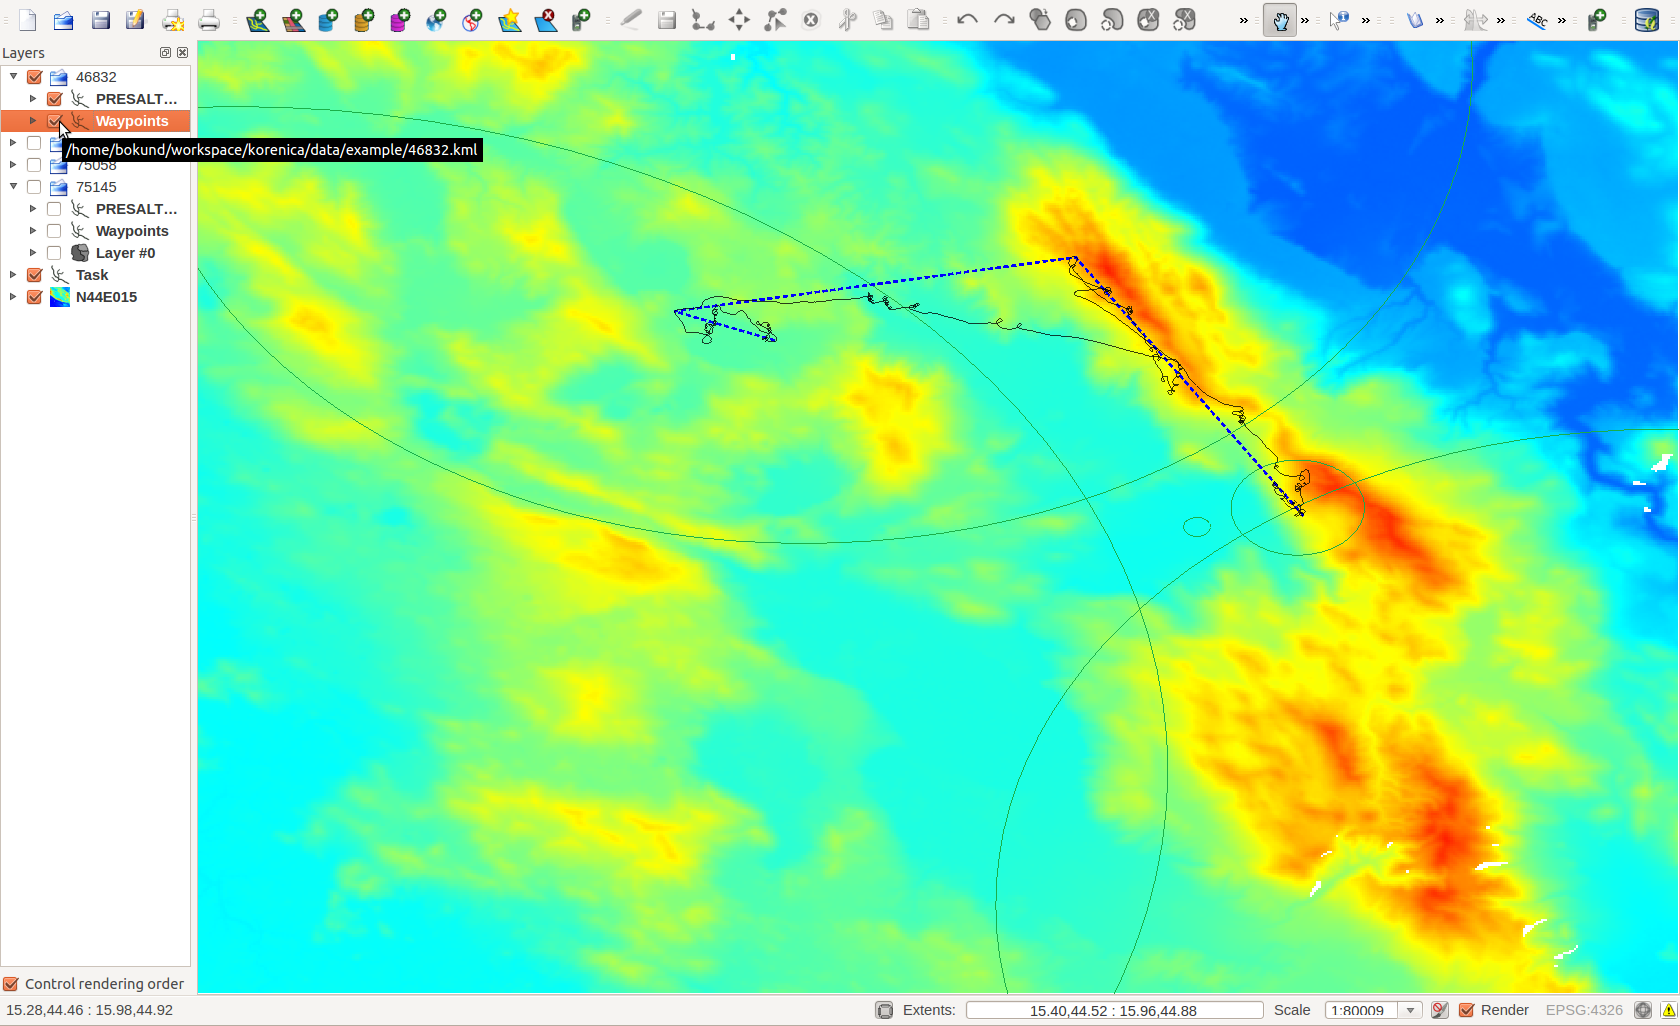 ABC
Layers
46832
PRESALT...
Waypoints
/home/bokund/workspace/korenica/data/example/46832.kml
75058
75145
PRESALT...
Waypoints
Layer #0
Task
N44E015
Control rendering order
15.28,44.46 : 15.98,44.92
Extents:
15.40,44.52 : 15.96,44.88
Scale
1:80009
Render
EPSG:4326